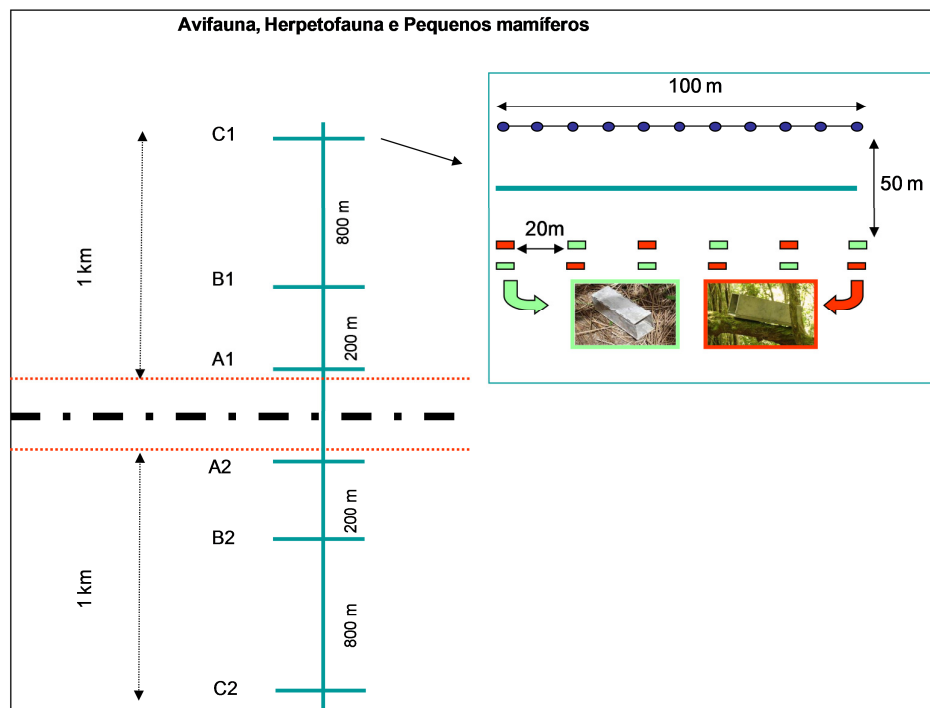 Avifauna, Herpetofauna e Pequenos mamíferos
C1
1 km
800 m
B1
200 m
A1
A2
200 m
B2
1 km
800 m
C2
100 m
50 m
20m